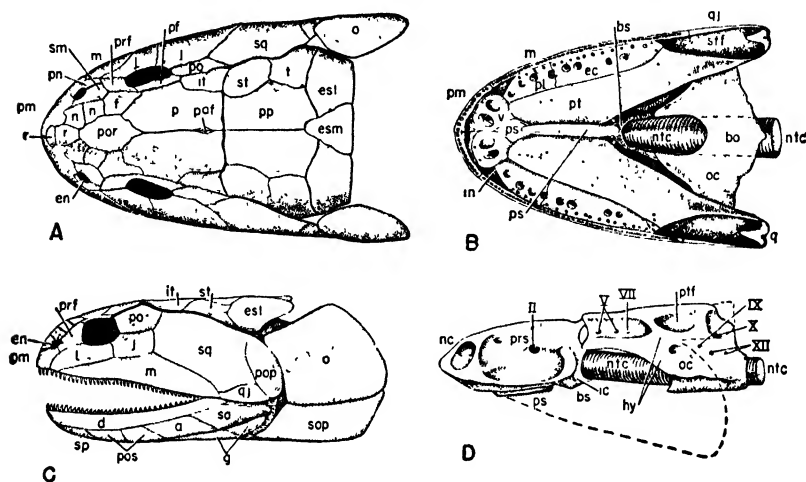 sm m prf pf
pn l j po sq o
pm it st t esl
n n f
r r por p paf pp esm
en
A
qj
bs
m stf
pl ec
pm pt
v
ps ntc bo ntc
in oc
ps q
B
it st
prf po esl
en
pm l j sq o
m pop
qj
d a sa sop
sp pos g
C
ptf
II V VII IX
X
nc prs XII
ntc oc ntc
ps bs ic hy
D